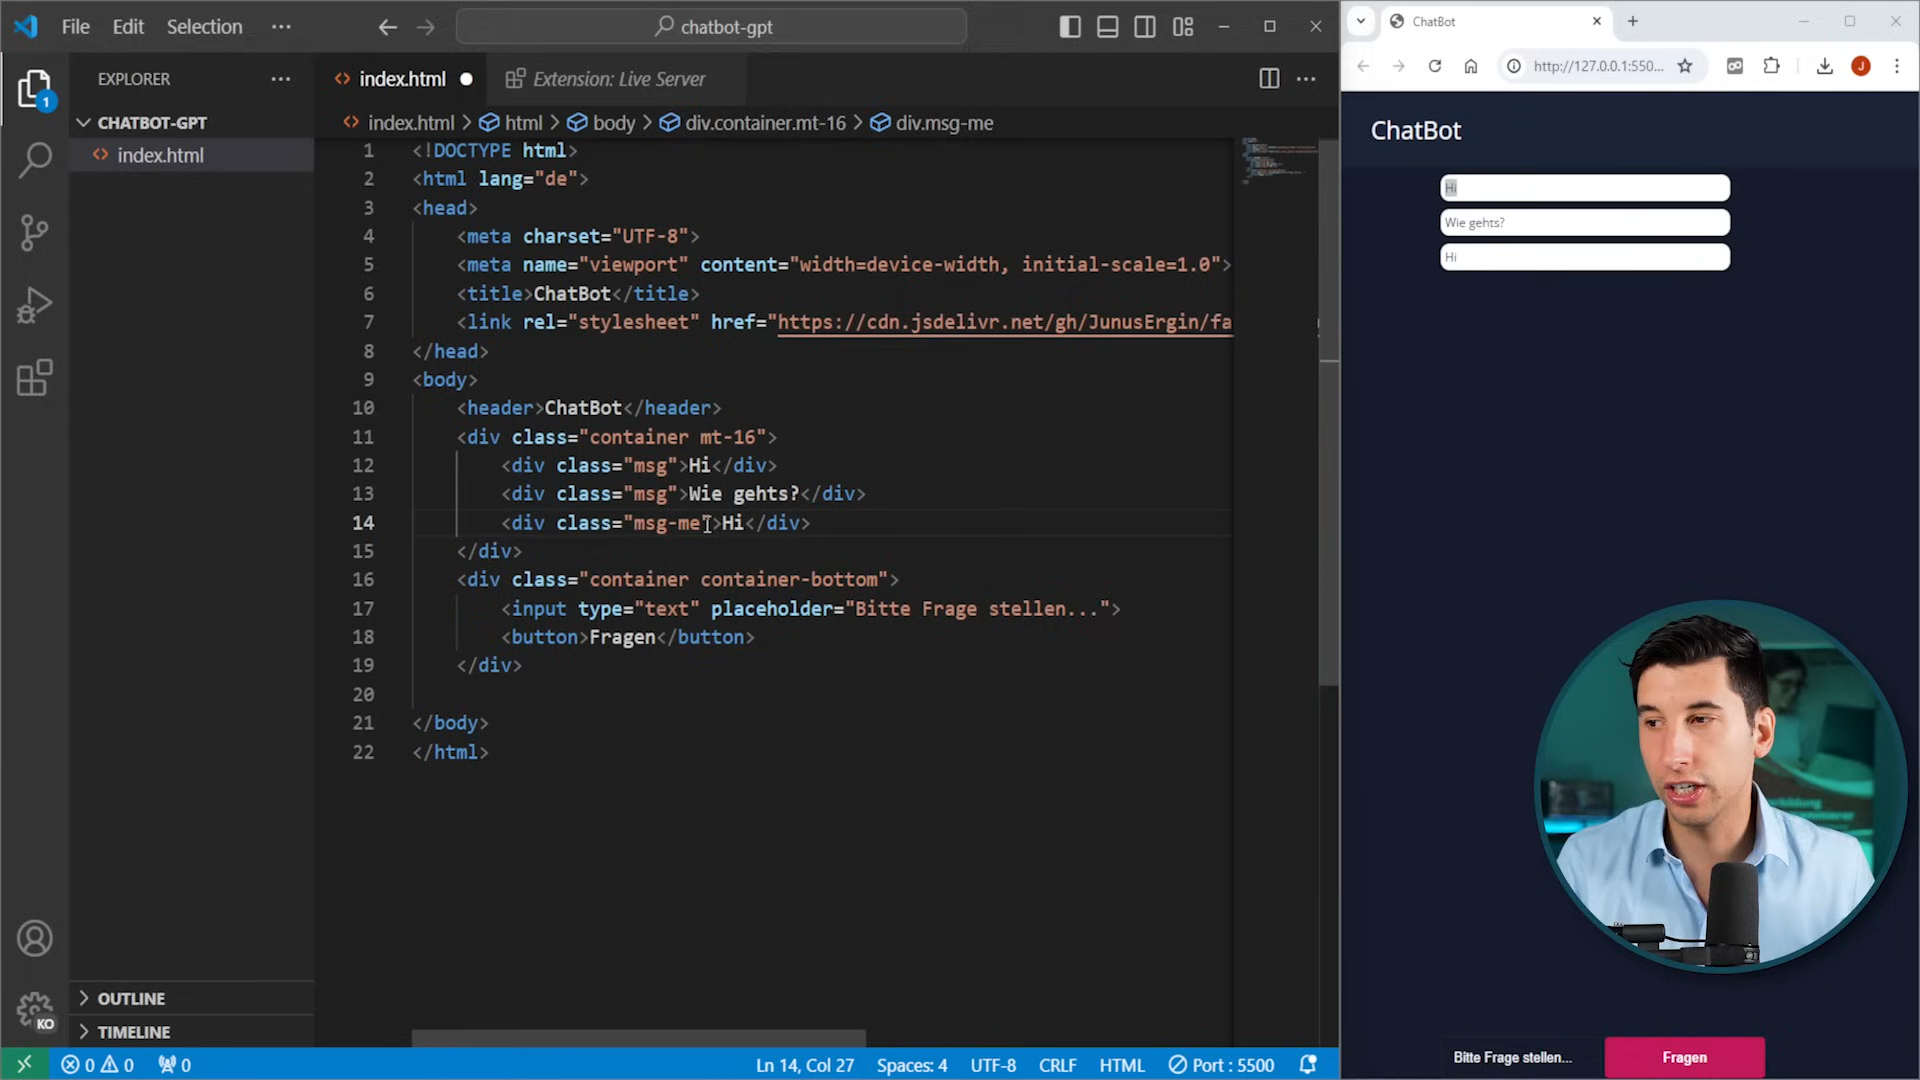 File Edit Selection ··· chatbot-gpt
EXPLORER ···
1
CHATBOT-GPT
index.html
OUTLINE
TIMELINE
KO
index.html Extension: Live Server ···
index.html > html > body > div.container.mt-16 > div.msg-me
1 <!DOCTYPE html>
2 <html lang="de">
3 <head>
4 <meta charset="UTF-8">
5 <meta name="viewport" content="width=device-width, initial-scale=1.0">
6 <title>ChatBot</title>
7 <link rel="stylesheet" href="https://cdn.jsdelivr.net/gh/JunusErgin/fa
8 </head>
9 <body>
10 <header>ChatBot</header>
11 <div class="container mt-16">
12 <div class="msg">Hi</div>
13 <div class="msg">Wie gehts?</div>
14 <div class="msg-me">Hi</div>
15 </div>
16 <div class="container container-bottom">
17 <input type="text" placeholder="Bitte Frage stellen...">
18 <button>Fragen</button>
19 </div>
20
21 </body>
22 </html>
0 0 0 Ln 14, Col 27 Spaces: 4 UTF-8 CRLF HTML Port : 5500
ChatBot
http://127.0.0.1:550... J
ChatBot
Hi
Wie gehts?
Hi
Bitte Frage stellen... Fragen